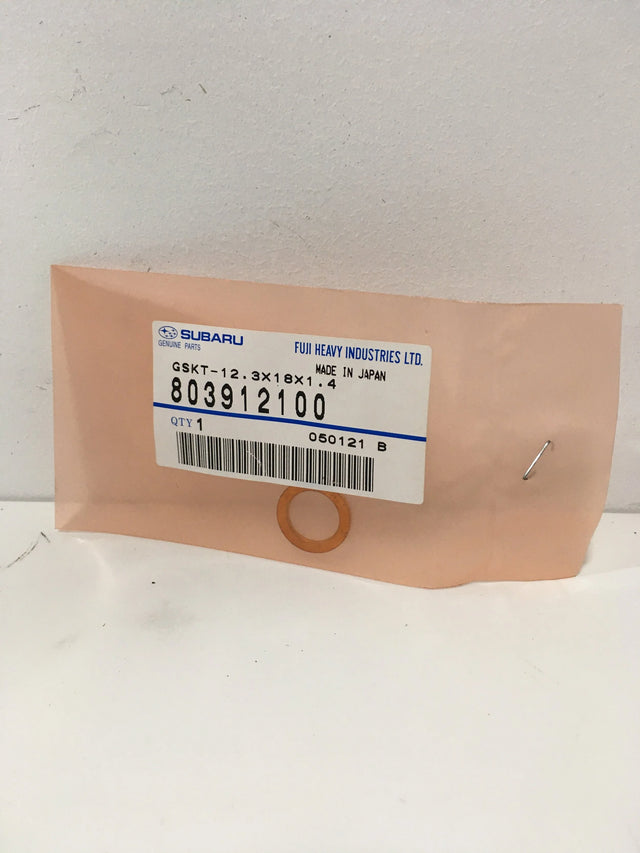 SUBARU
GENUINE PARTS
FUJI HEAVY INDUSTRIES LTD.
MADE IN JAPAN
GSKT-12.3X18X1.4
803912100
QTY 1
050121 B